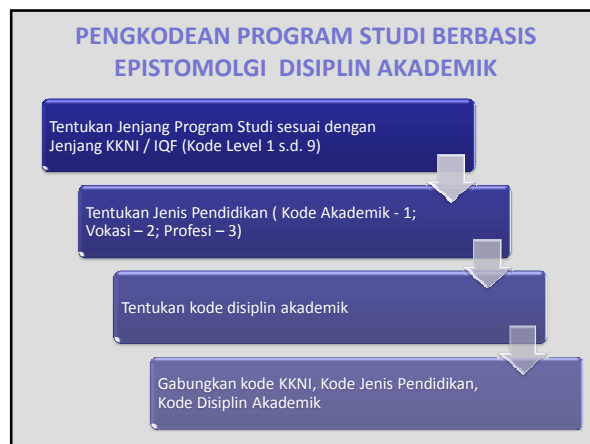 PENGKODEAN PROGRAM STUDI BERBASIS
EPISTOMOLGI DISIPLIN AKADEMIK
Tentukan Jenjang Program Studi sesuai dengan
Jenjang KKNI / IQF (Kode Level 1 s.d. 9)
Tentukan Jenis Pendidikan ( Kode Akademik - 1;
Vokasi – 2; Profesi – 3)
Tentukan kode disiplin akademik
Gabungkan kode KKNI, Kode Jenis Pendidikan,
Kode Disiplin Akademik